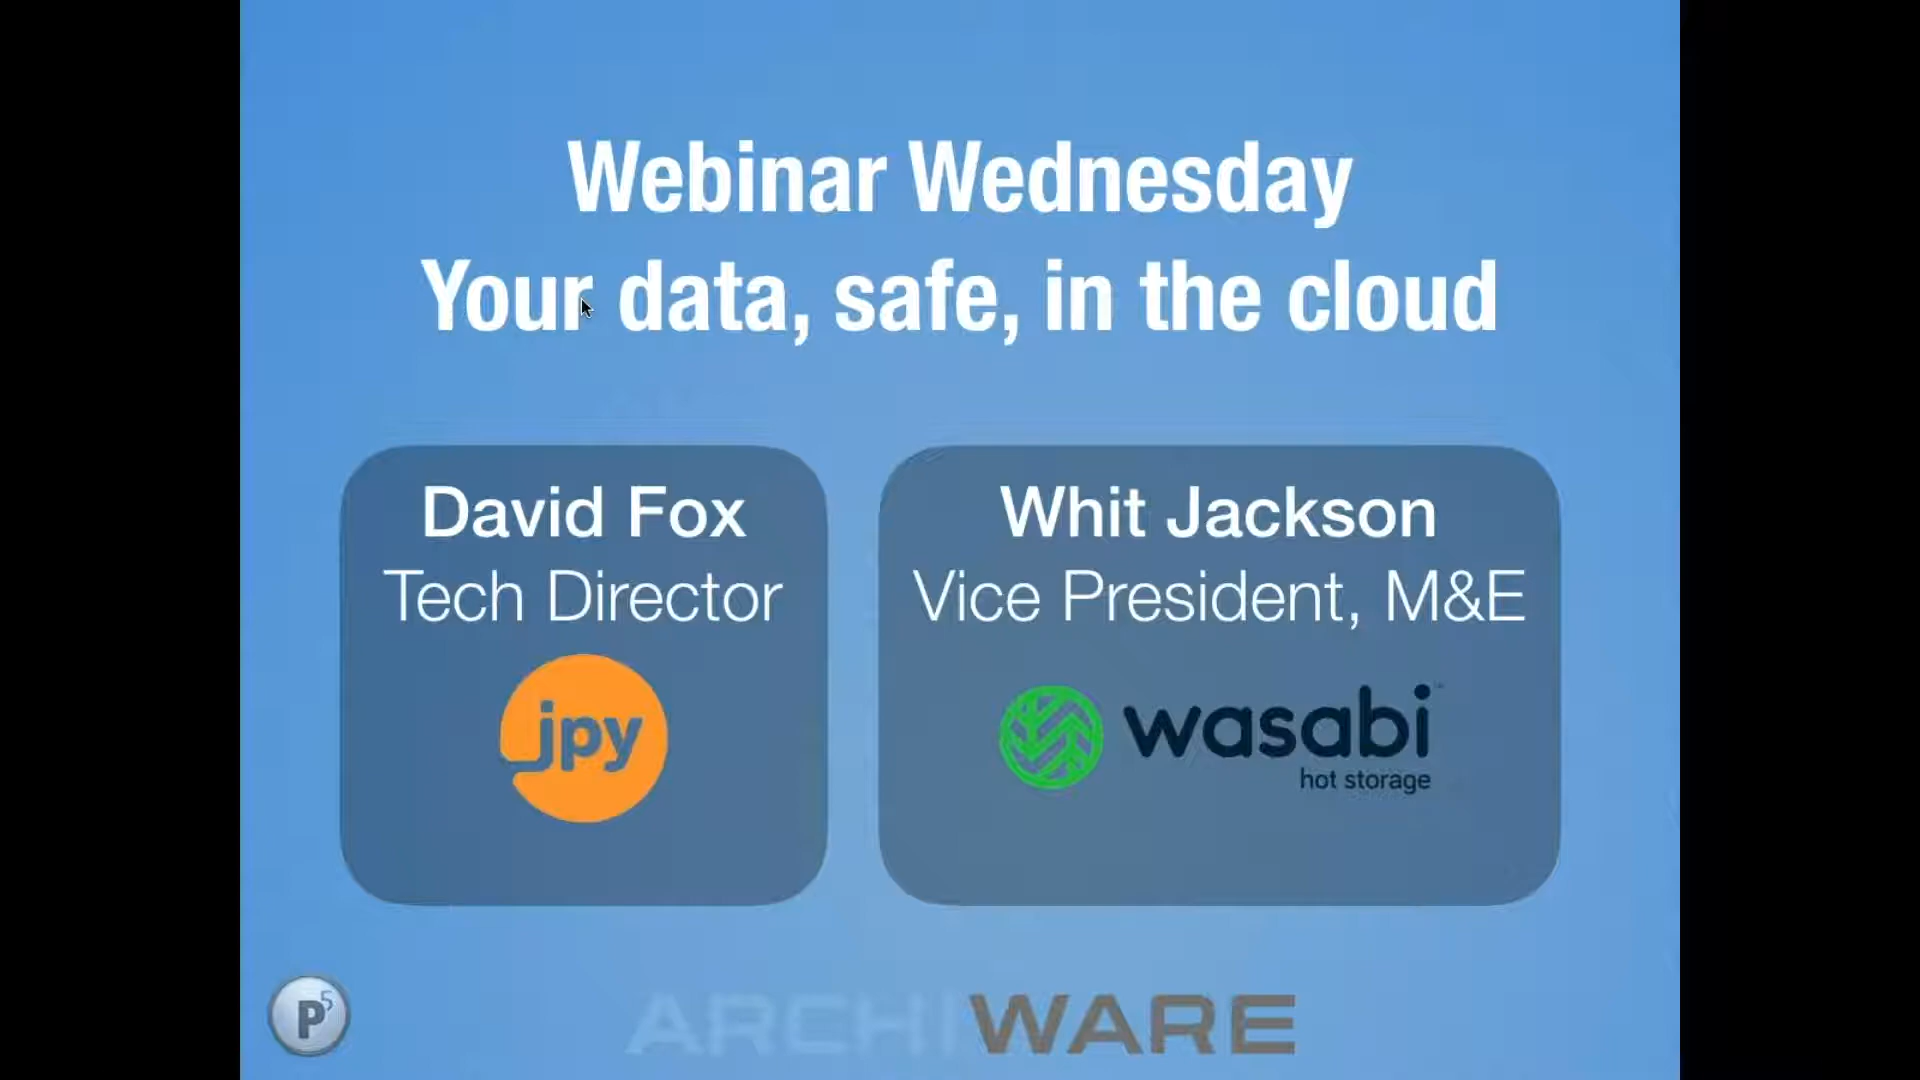 Webinar Wednesday
Your data, safe, in the cloud
David Fox
Tech Director
jpy
Whit Jackson
Vice President, M&E
wasabi™
hot storage
P5
ARCHIWARE